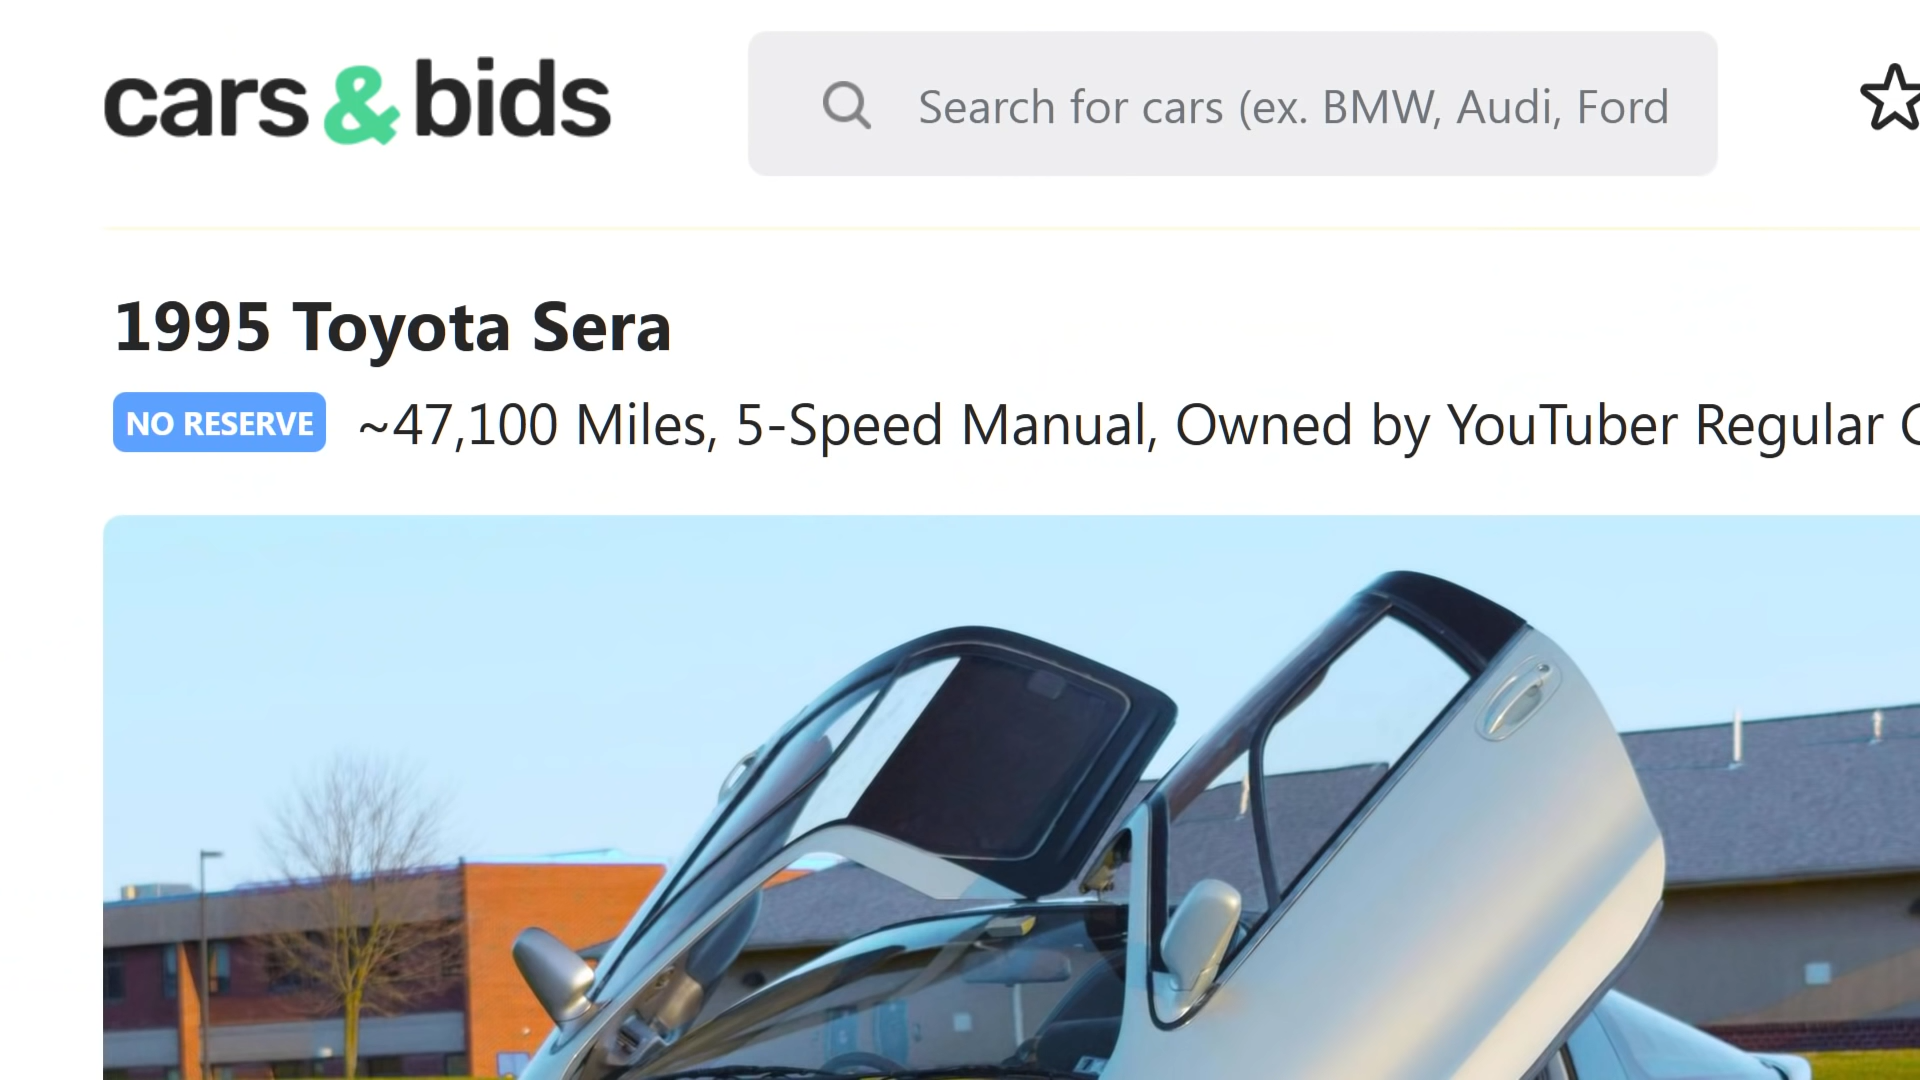 cars & bids
Search for cars (ex. BMW, Audi, Ford
1995 Toyota Sera
NO RESERVE ~47,100 Miles, 5-Speed Manual, Owned by YouTuber Regular